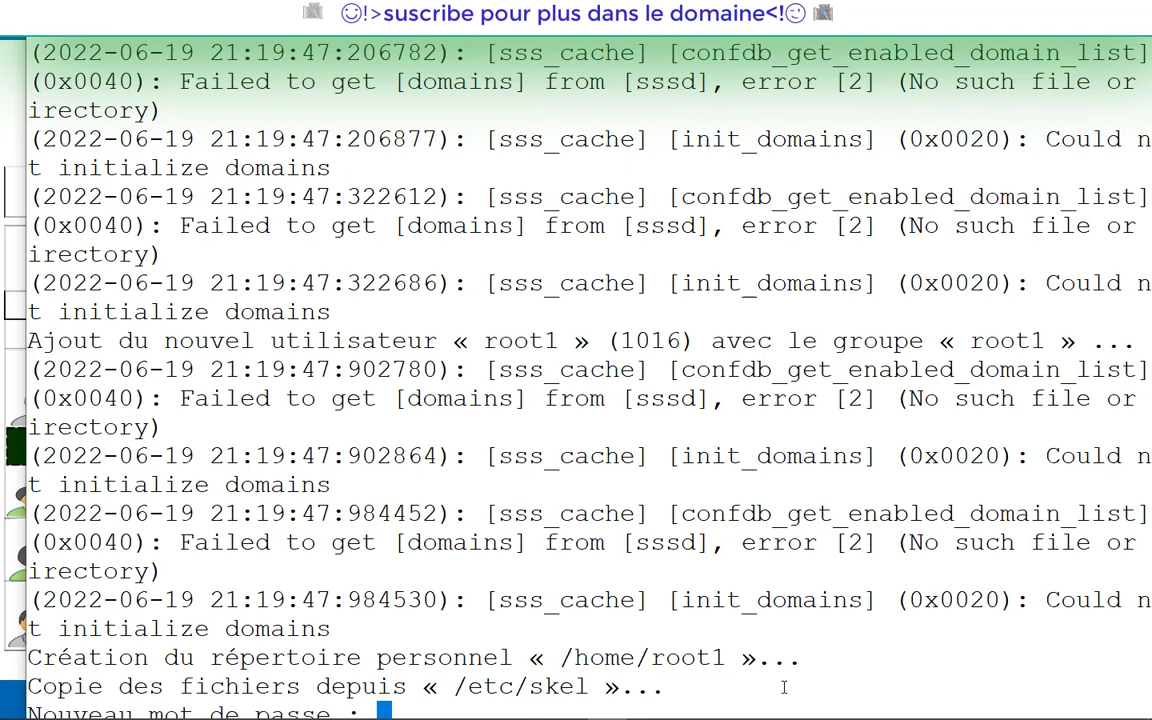 ☺!>suscribe pour plus dans le domaine<!☺
(2022-06-19 21:19:47:206782): [sss_cache] [confdb_get_enabled_domain_list]
(0x0040): Failed to get [domains] from [sssd], error [2] (No such file or
irectory)
(2022-06-19 21:19:47:206877): [sss_cache] [init_domains] (0x0020): Could n
t initialize domains
(2022-06-19 21:19:47:322612): [sss_cache] [confdb_get_enabled_domain_list]
(0x0040): Failed to get [domains] from [sssd], error [2] (No such file or
irectory)
(2022-06-19 21:19:47:322686): [sss_cache] [init_domains] (0x0020): Could n
t initialize domains
Ajout du nouvel utilisateur « root1 » (1016) avec le groupe « root1 » ...
(2022-06-19 21:19:47:902780): [sss_cache] [confdb_get_enabled_domain_list]
(0x0040): Failed to get [domains] from [sssd], error [2] (No such file or
irectory)
(2022-06-19 21:19:47:902864): [sss_cache] [init_domains] (0x0020): Could n
t initialize domains
(2022-06-19 21:19:47:984452): [sss_cache] [confdb_get_enabled_domain_list]
(0x0040): Failed to get [domains] from [sssd], error [2] (No such file or
irectory)
(2022-06-19 21:19:47:984530): [sss_cache] [init_domains] (0x0020): Could n
t initialize domains
Création du répertoire personnel « /home/root1 »...
Copie des fichiers depuis « /etc/skel »...
Nouveau mot de passe :